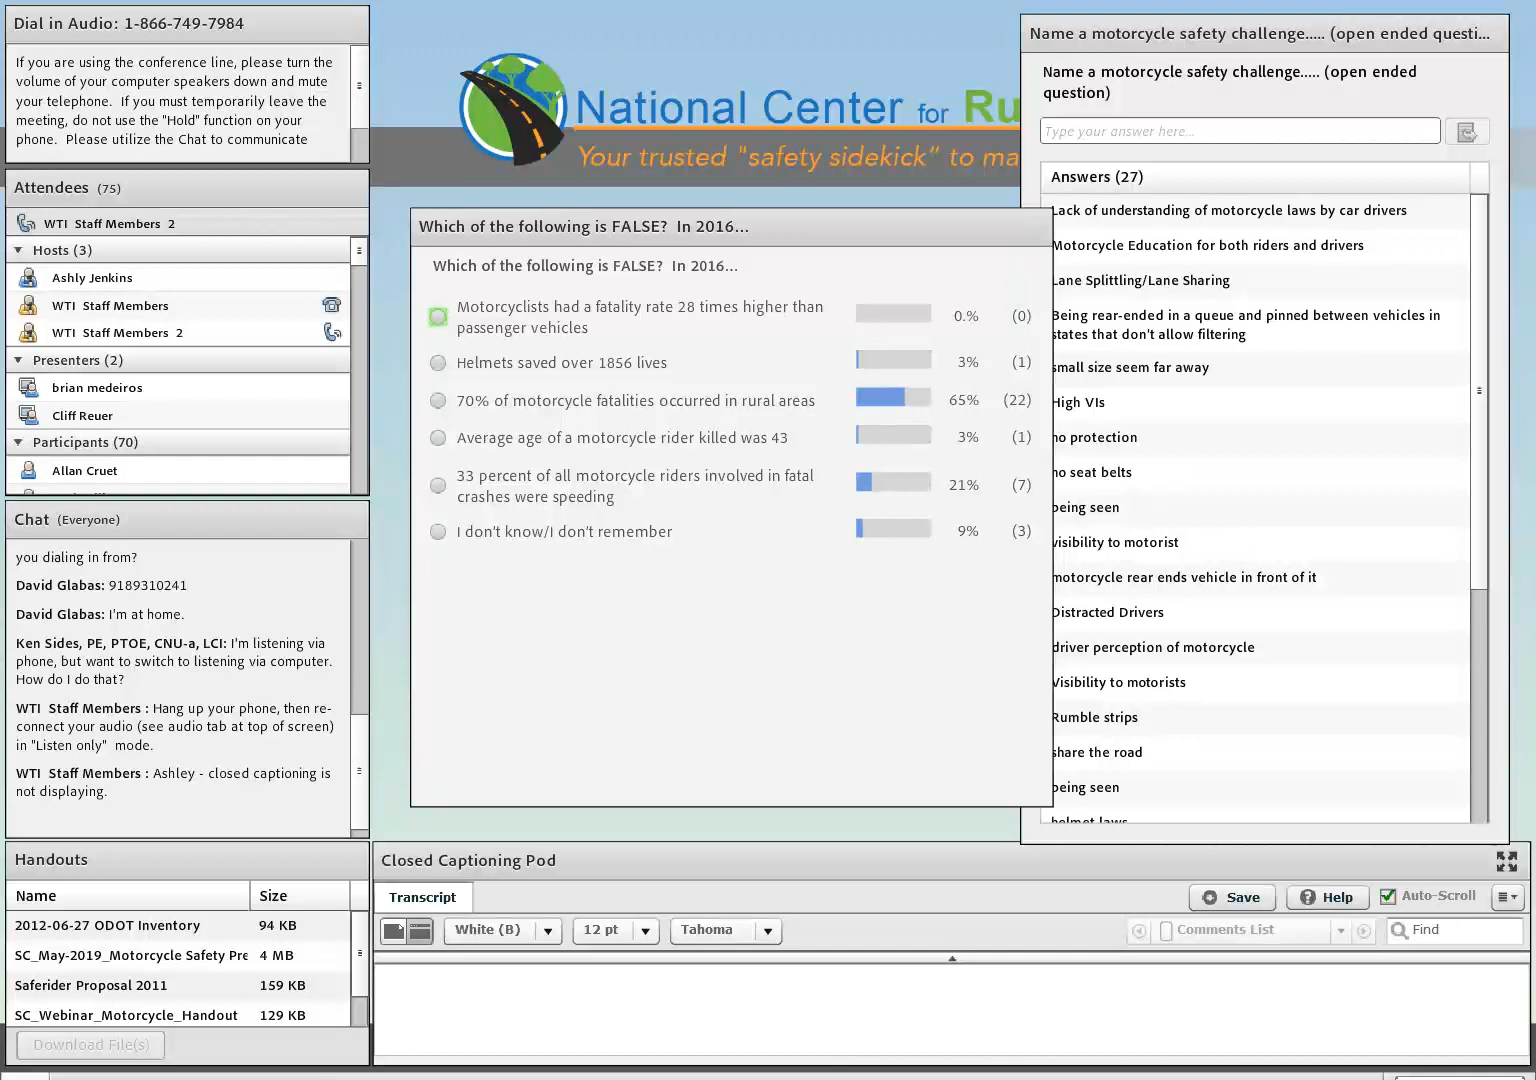 Dial in Audio: 1-866-749-7984
If you are using the conference line, please turn the
volume of your computer speakers down and mute
your telephone.  If you must temporarily leave the
meeting, do not use the "Hold" function on your
phone.  Please utilize the Chat to communicate
Attendees (75)
WTI  Staff Members  2
Hosts (3)
Ashly Jenkins
WTI  Staff Members
WTI  Staff Members  2
Presenters (2)
brian medeiros
Cliff Reuer
Participants (70)
Allan Cruet
Chat (Everyone)
you dialing in from?
David Glabas: 9189310241
David Glabas: I'm at home.
Ken Sides, PE, PTOE, CNU-a, LCI: I'm listening via
phone, but want to switch to listening via computer.
How do I do that?
WTI  Staff Members : Hang up your phone, then re-
connect your audio (see audio tab at top of screen)
in "Listen only"  mode.
WTI  Staff Members : Ashley - closed captioning is
not displaying.
Handouts
Name Size
2012-06-27 ODOT Inventory 94 KB
SC_May-2019_Motorcycle Safety Pre 4 MB
Saferider Proposal 2011 159 KB
SC_Webinar_Motorcycle_Handout 129 KB
Download File(s)
National Center for Ru
Your trusted "safety sidekick" to ma
Which of the following is FALSE?  In 2016...
Which of the following is FALSE?  In 2016...
Motorcyclists had a fatality rate 28 times higher than
passenger vehicles 0.% (0)
Helmets saved over 1856 lives 3% (1)
70% of motorcycle fatalities occurred in rural areas 65% (22)
Average age of a motorcycle rider killed was 43 3% (1)
33 percent of all motorcycle riders involved in fatal
crashes were speeding 21% (7)
I don't know/I don't remember 9% (3)
Name a motorcycle safety challenge..... (open ended questi...
Name a motorcycle safety challenge..... (open ended
question)
Type your answer here...
Answers (27)
Lack of understanding of motorcycle laws by car drivers
Motorcycle Education for both riders and drivers
Lane Splittling/Lane Sharing
Being rear-ended in a queue and pinned between vehicles in
states that don't allow filtering
small size seem far away
High VIs
no protection
no seat belts
being seen
visibility to motorist
motorcycle rear ends vehicle in front of it
Distracted Drivers
driver perception of motorcycle
Visibility to motorists
Rumble strips
share the road
being seen
helmet laws
Closed Captioning Pod
Transcript Save Help Auto-Scroll
White (B) 12 pt Tahoma Comments List Find